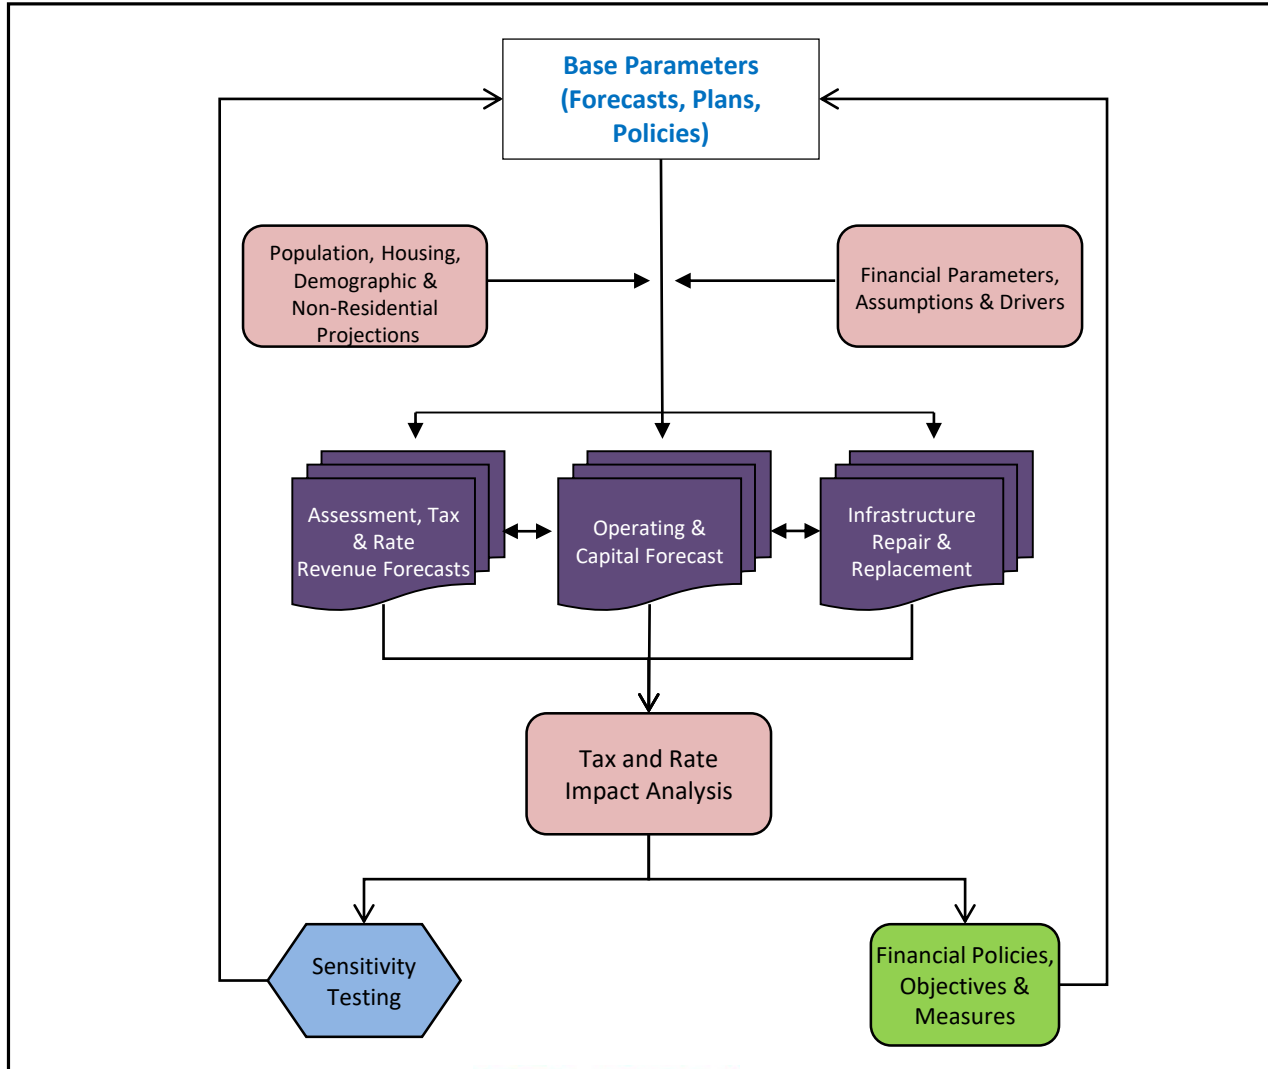 Base Parameters
(Forecasts, Plans,
Policies)
Population, Housing,
Demographic &
Non-Residential
Projections
Financial Parameters,
Assumptions & Drivers
Assessment, Tax
& Rate
Revenue Forecasts
Operating &
Capital Forecast
Infrastructure
Repair &
Replacement
Tax and Rate
Impact Analysis
Sensitivity
Testing
Financial Policies,
Objectives &
Measures